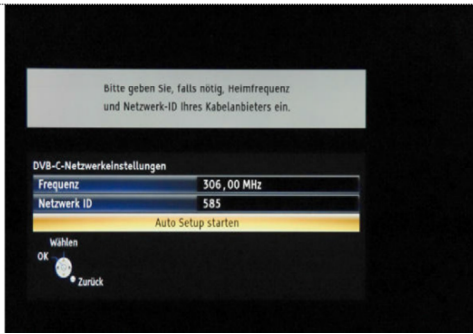 Bitte geben Sie, falls nötig, Heimfrequenz
und Netzwerk-ID Ihres Kabelanbieters ein.
DVB-C-Netzwerkeinstellungen
Frequenz 306,00 MHz
Netzwerk ID 585
Auto Setup starten
Wählen
OK
Zurück